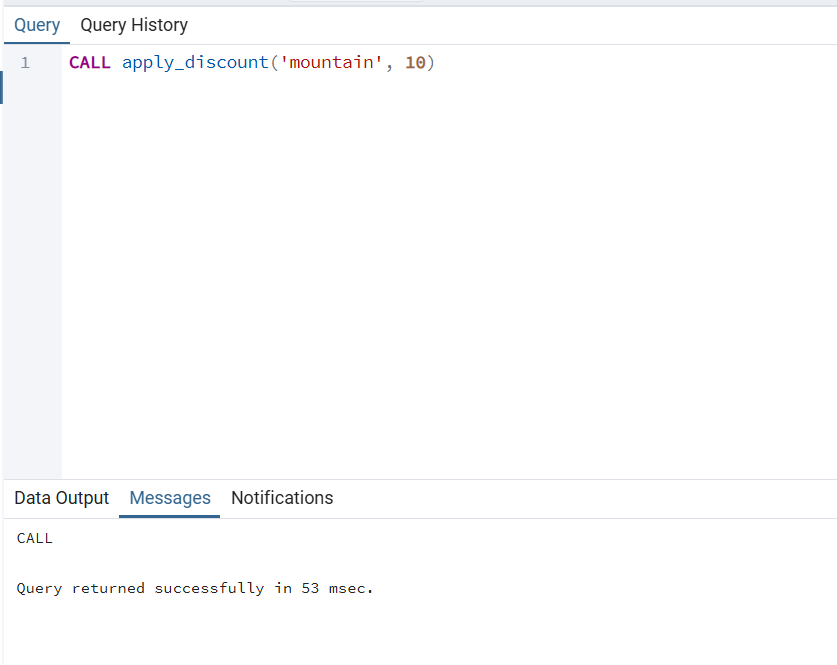 Query Query History
1 CALL apply_discount('mountain', 10)
Data Output Messages Notifications
CALL
Query returned successfully in 53 msec.